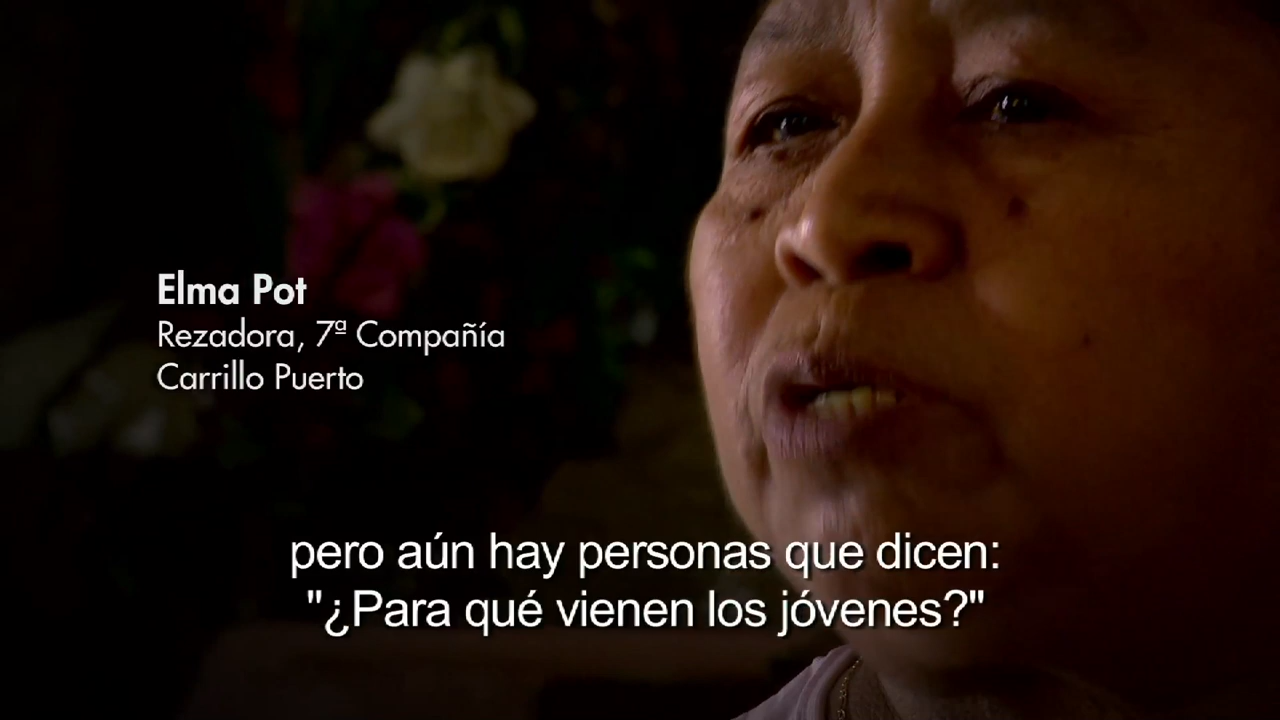 Elma Pot
Rezadora, 7ª Compañía
Carrillo Puerto
pero aún hay personas que dicen:
"¿Para qué vienen los jóvenes?"